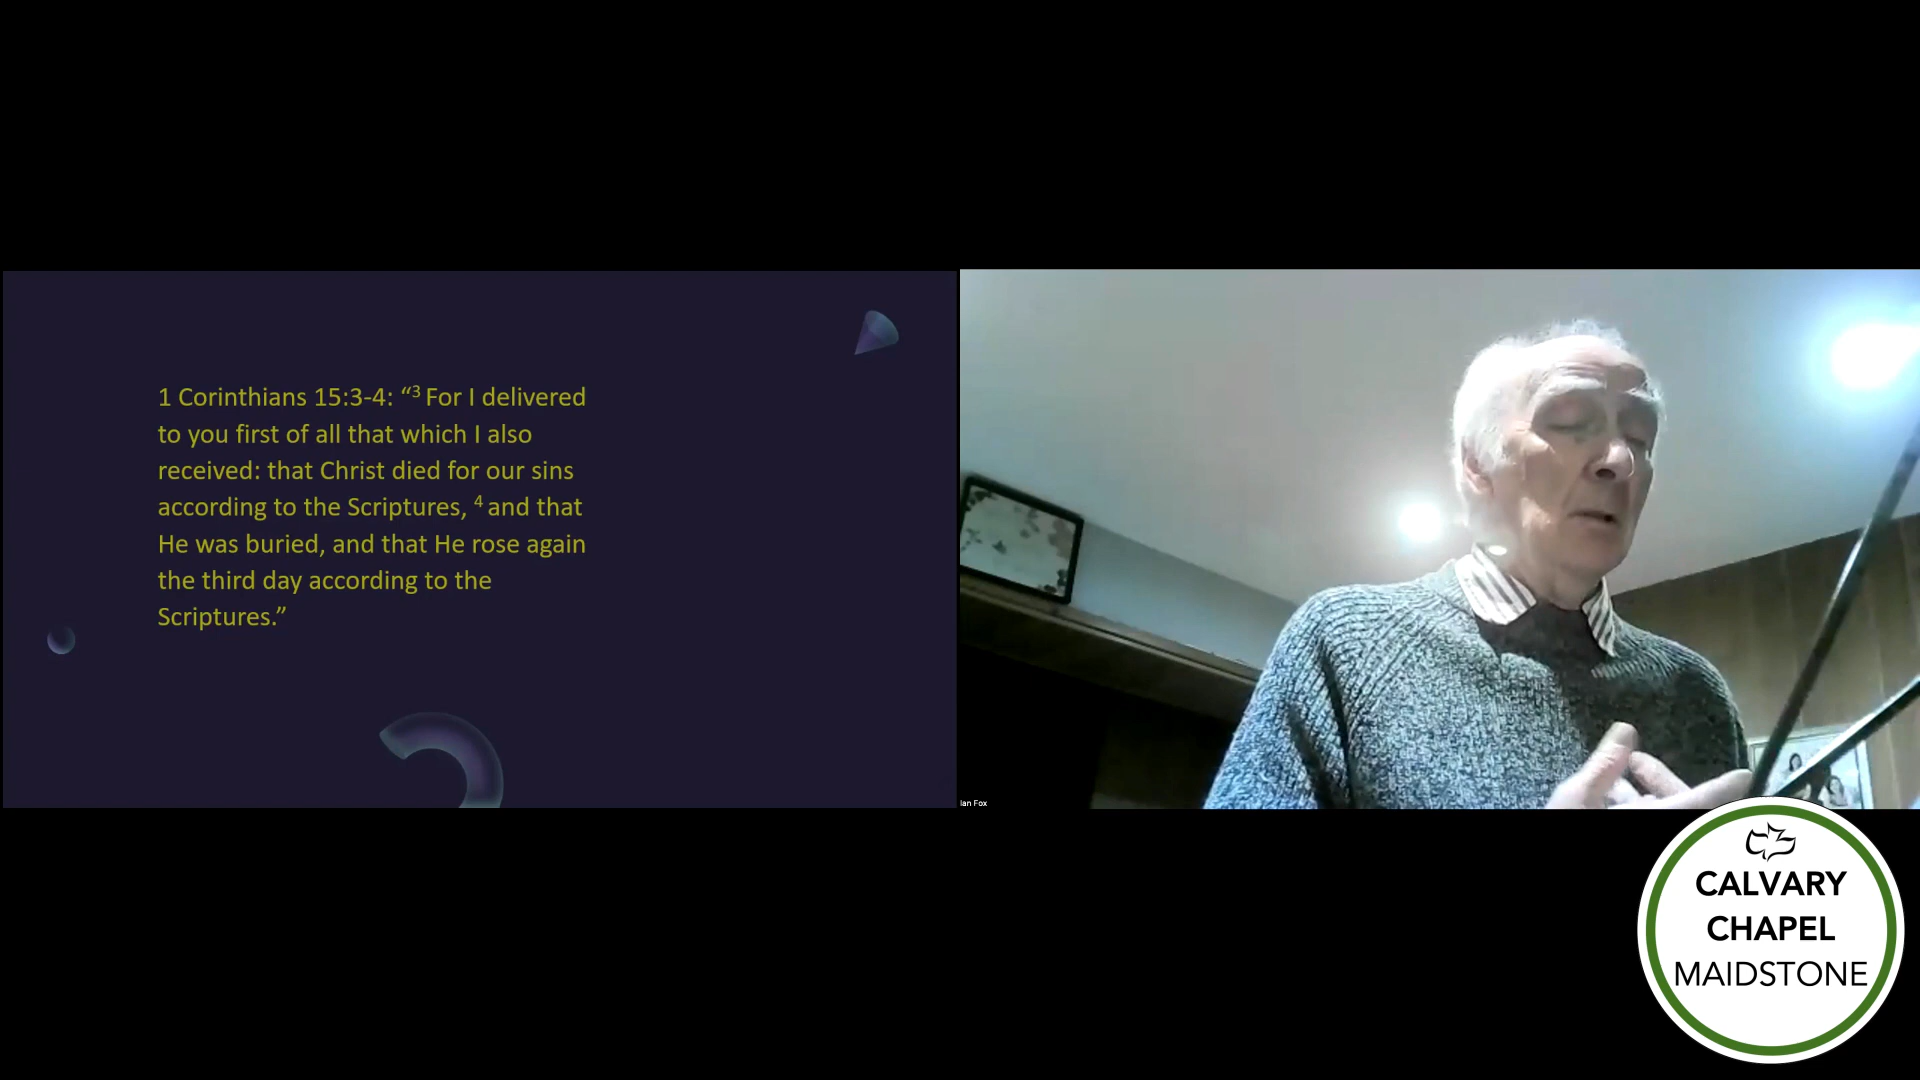 1 Corinthians 15:3-4: “³ For I delivered
to you first of all that which I also
received: that Christ died for our sins
according to the Scriptures, ⁴ and that
He was buried, and that He rose again
the third day according to the
Scriptures.”
Ian Fox
CALVARY
CHAPEL
MAIDSTONE